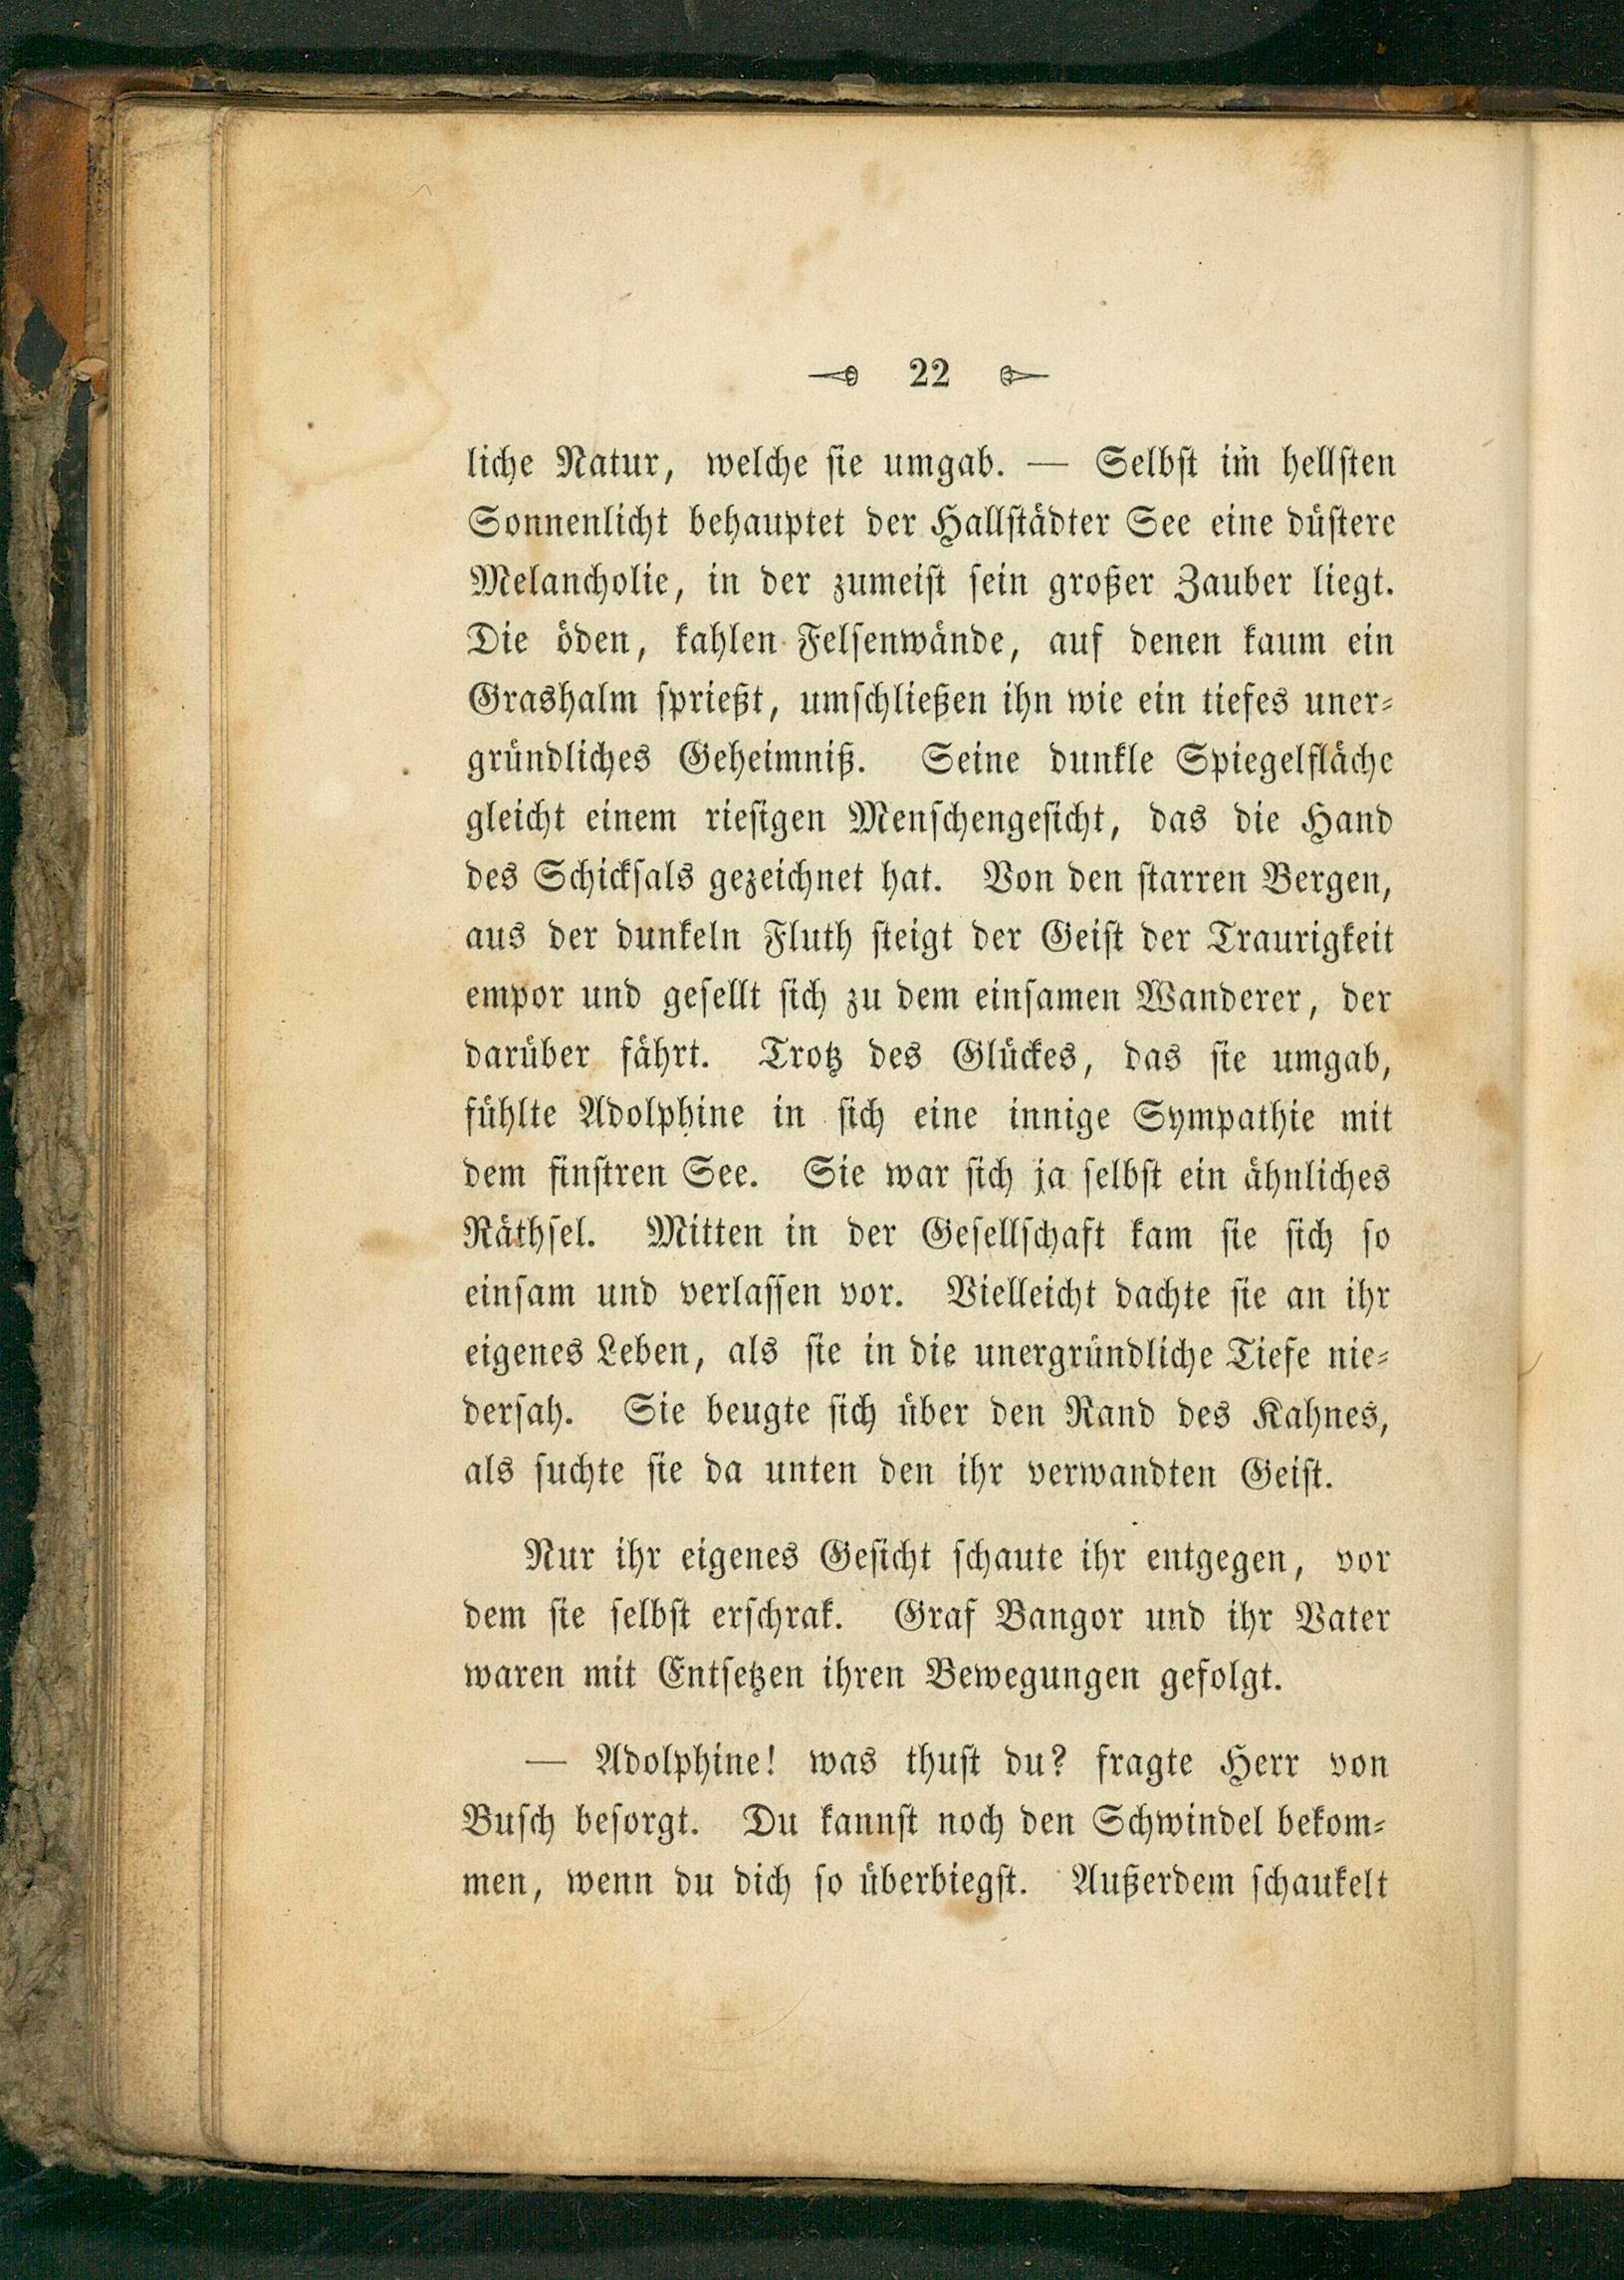 22
liche Natur, welche sie umgab. — Selbst im hellsten
Sonnenlicht behauptet der Hallstädter See eine düstere
Melancholie, in der zumeist sein großer Zauber liegt.
Die öden, kahlen Felsenwände, auf denen kaum ein
Grashalm sprießt, umschließen ihn wie ein tiefes uner-
gründliches Geheimniß. Seine dunkle Spiegelfläche
gleicht einem riesigen Menschengesicht, das die Hand
des Schicksals gezeichnet hat. Von den starren Bergen,
aus der dunkeln Fluth steigt der Geist der Traurigkeit
empor und gesellt sich zu dem einsamen Wanderer, der
darüber fährt. Trotz des Glückes, das sie umgab,
fühlte Adolphine in sich eine innige Sympathie mit
dem finstren See. Sie war sich ja selbst ein ähnliches
Räthsel. Mitten in der Gesellschaft kam sie sich so
einsam und verlassen vor. Vielleicht dachte sie an ihr
eigenes Leben, als sie in die unergründliche Tiefe nie-
dersah. Sie beugte sich über den Rand des Kahnes,
als suchte sie da unten den ihr verwandten Geist.
Nur ihr eigenes Gesicht schaute ihr entgegen, vor
dem sie selbst erschrak. Graf Bangor und ihr Vater
waren mit Entsetzen ihren Bewegungen gefolgt.
— Adolphine! was thust du? fragte Herr von
Busch besorgt. Du kannst noch den Schwindel bekom-
men, wenn du dich so überbiegst. Außerdem schaukelt